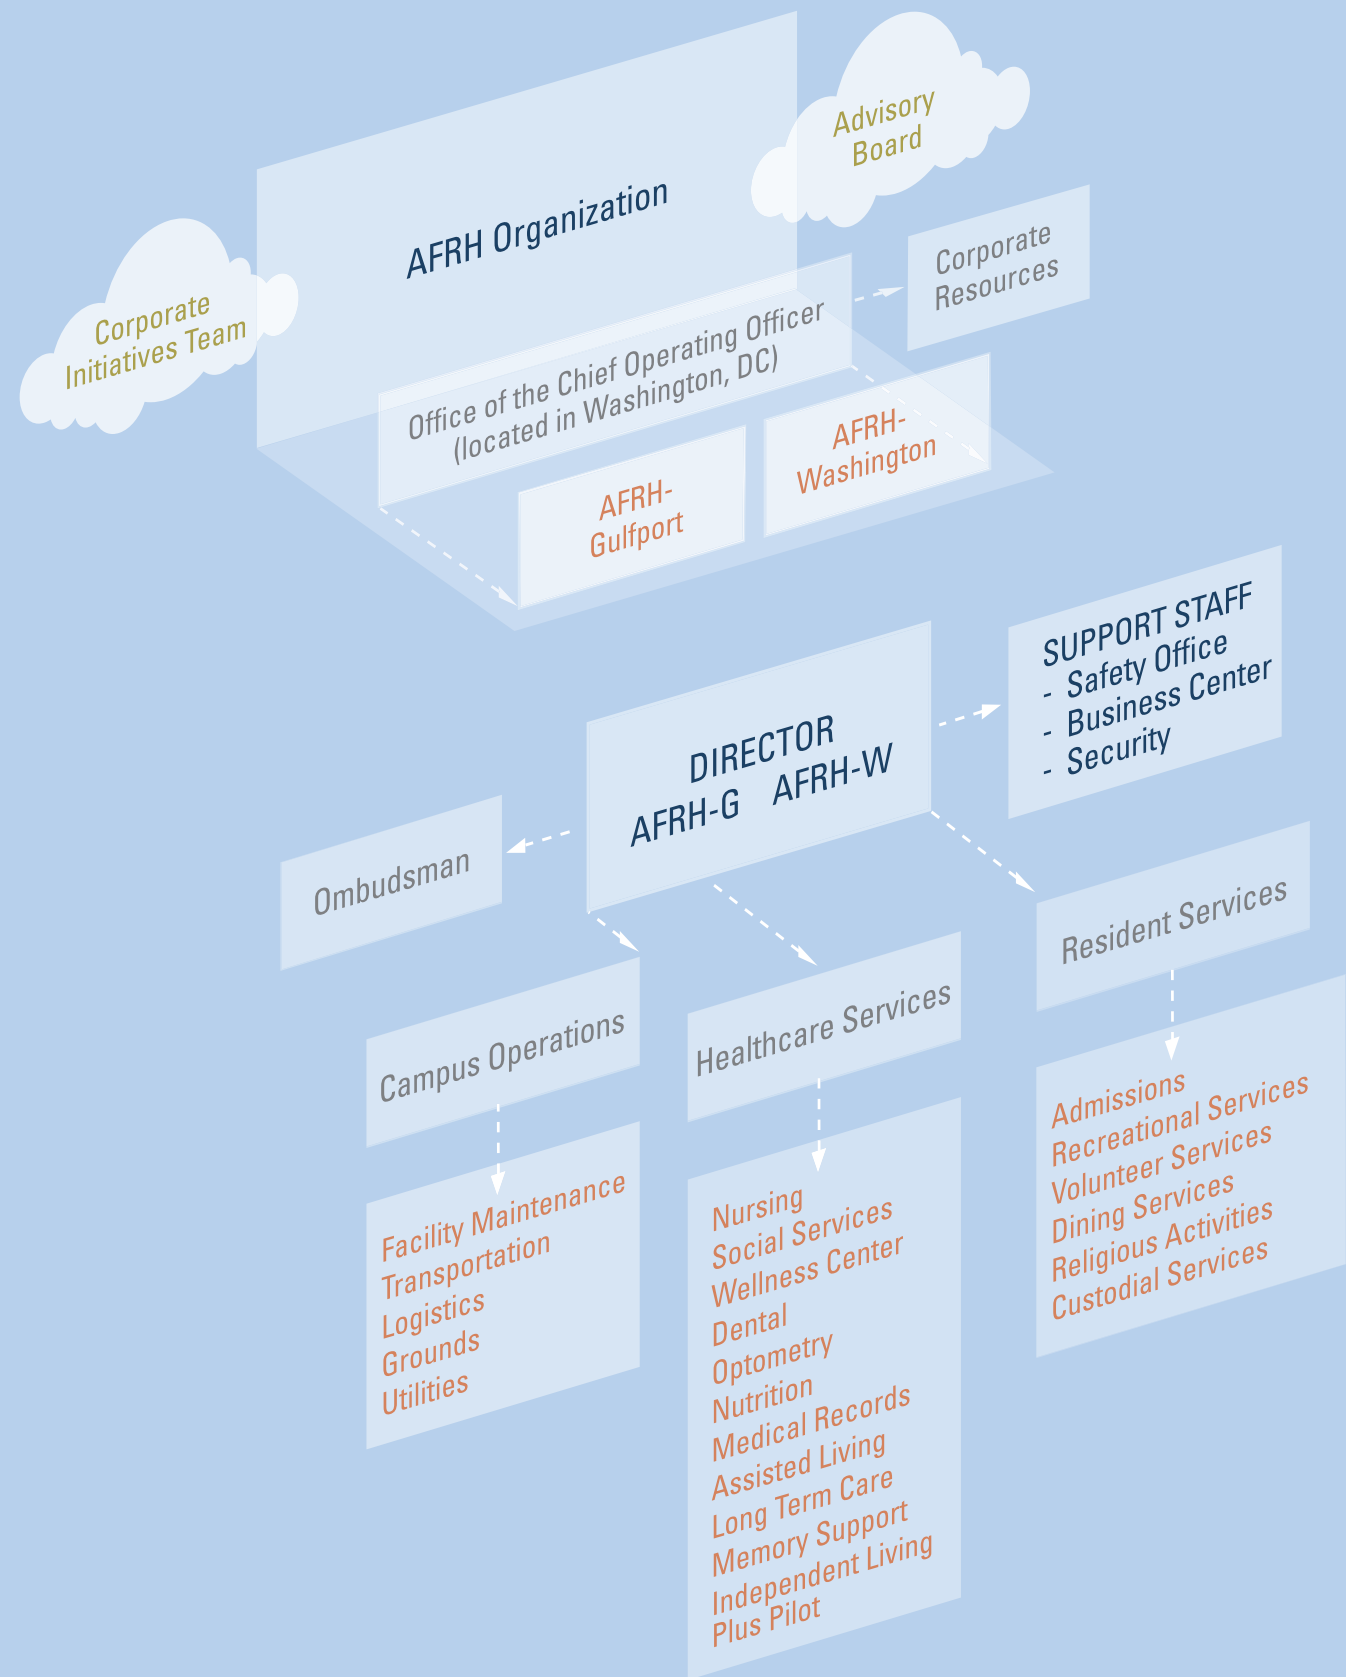 Advisory
Board
AFRH Organization
Corporate
Initiatives Team
Corporate
Resources
Office of the Chief Operating Officer
(located in Washington, DC)
AFRH-
Gulfport
AFRH-
Washington
SUPPORT STAFF
- Safety Office
- Business Center
- Security
DIRECTOR
AFRH-G AFRH-W
Ombudsman
Resident Services
Campus Operations
Healthcare Services
Facility Maintenance
Transportation
Logistics
Grounds
Utilities
Nursing
Social Services
Wellness Center
Dental
Optometry
Nutrition
Medical Records
Assisted Living
Long Term Care
Memory Support
Independent Living
Plus Pilot
Admissions
Recreational Services
Volunteer Services
Dining Services
Religious Activities
Custodial Services